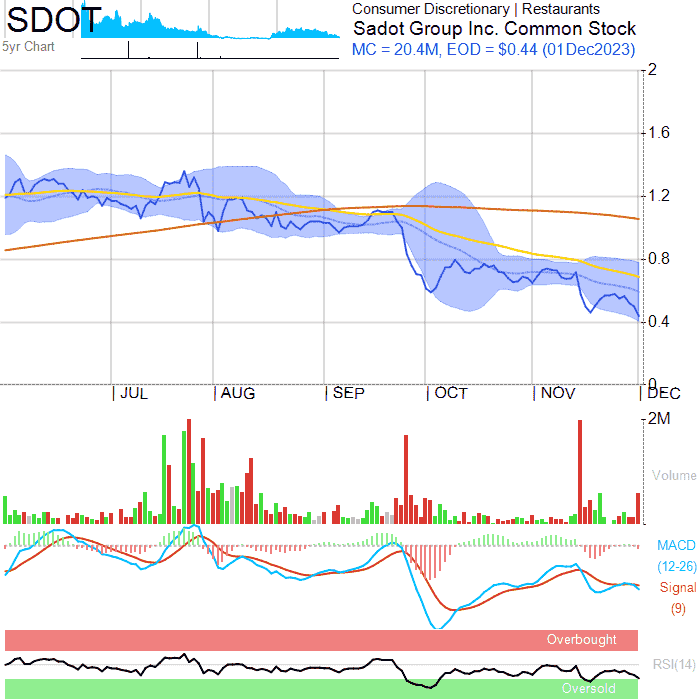 SDOT
Consumer Discretionary | Restaurants
5yr Chart
Sadot Group Inc. Common Stock
MC = 20.4M, EOD = $0.44 (01Dec2023)
2
1.6
1.2
0.8
0.4
0
JUL
AUG
SEP
OCT
NOV
DEC
2M
Volume
MACD
(12-26)
Signal
(9)
Overbought
RSI(14)
Oversold